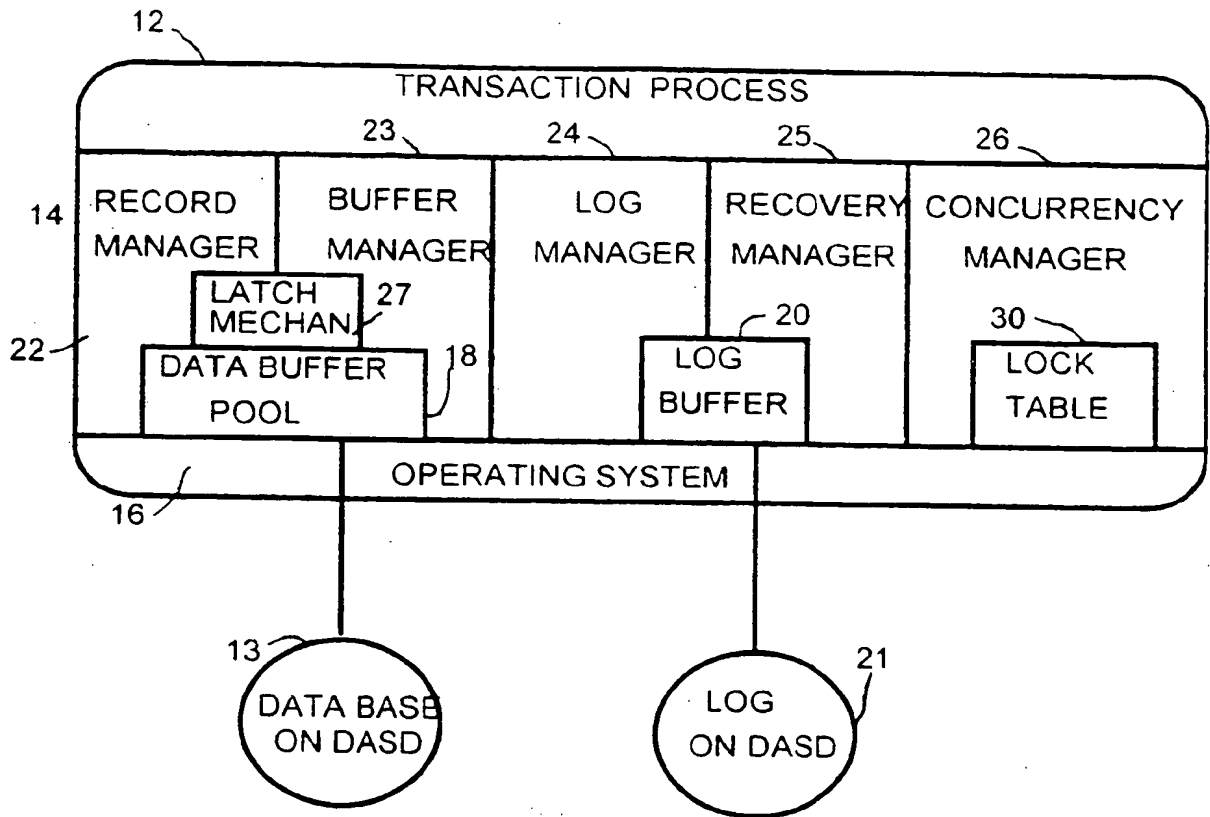 12
TRANSACTION PROCESS
23
24
25
26
14
RECORD
MANAGER
BUFFER
MANAGER
LOG
MANAGER
RECOVERY
MANAGER
CONCURRENCY
MANAGER
LATCH
MECHAN
27
20
30
22
DATA BUFFER
POOL
18
LOG
BUFFER
LOCK
TABLE
OPERATING SYSTEM
16
13
DATA BASE
ON DASD
21
LOG
ON DASD